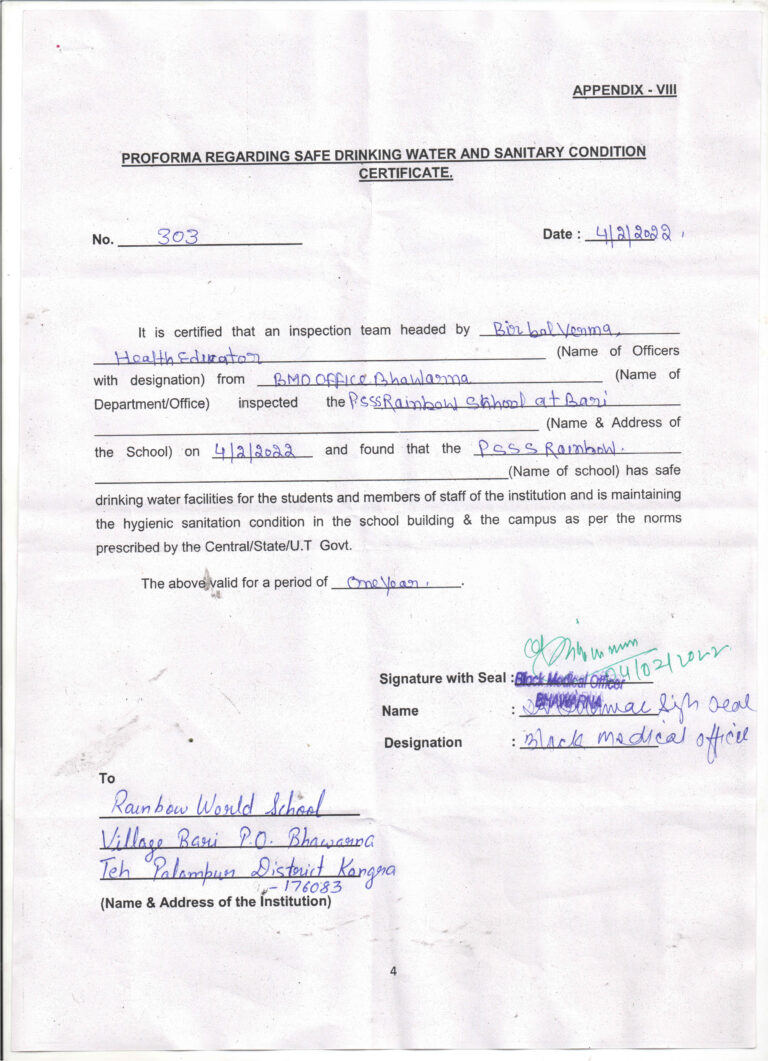 APPENDIX - VIII
PROFORMA REGARDING SAFE DRINKING WATER AND SANITARY CONDITION
CERTIFICATE.
No. 303
Date : 4/2/2022.
It is certified that an inspection team headed by Birbal Verma,
Health Educator (Name of Officers
with designation) from BMO OFFICE Bhawarna (Name of
Department/Office) inspected the PSSS Rainbow School at Bari
(Name & Address of
the School) on 4/2/2022 and found that the PSSS Rainbow.
(Name of school) has safe
drinking water facilities for the students and members of staff of the institution and is maintaining
the hygienic sanitation condition in the school building & the campus as per the norms
prescribed by the Central/State/U.T Govt.
The above valid for a period of One Year.
04/02/2022
Signature with Seal : Block Medical Officer
BHAWARNA
Name :
Designation : Block medical officer
To
Rainbow World School
Village Bari P.O. Bhawarna
Teh Palampur District Kangra
- 176083
(Name & Address of the Institution)
4